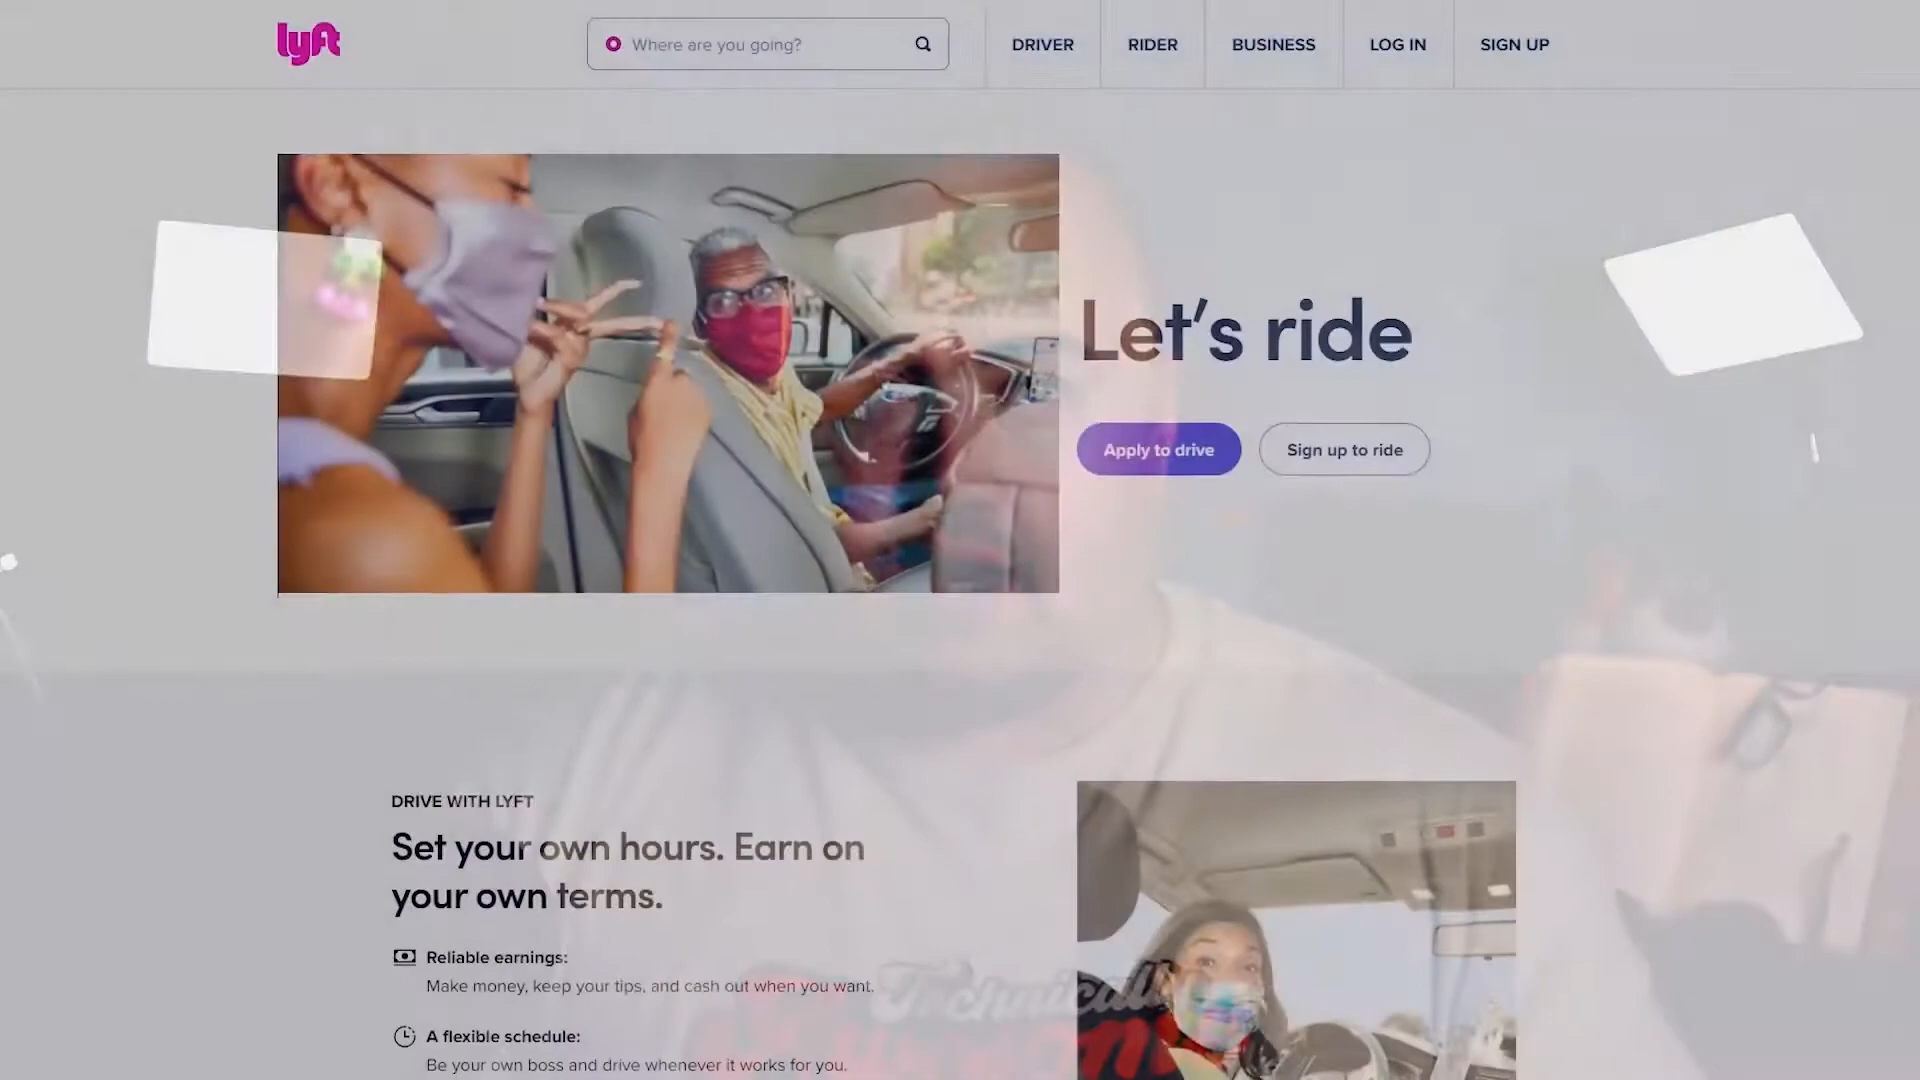 lyft
Where are you going?
DRIVER
RIDER
BUSINESS
LOG IN
SIGN UP
Let's ride
Apply to drive
Sign up to ride
DRIVE WITH LYFT
Set your own hours. Earn on
your own terms.
Reliable earnings:
Make money, keep your tips, and cash out when you want.
A flexible schedule:
Be your own boss and drive whenever it works for you.